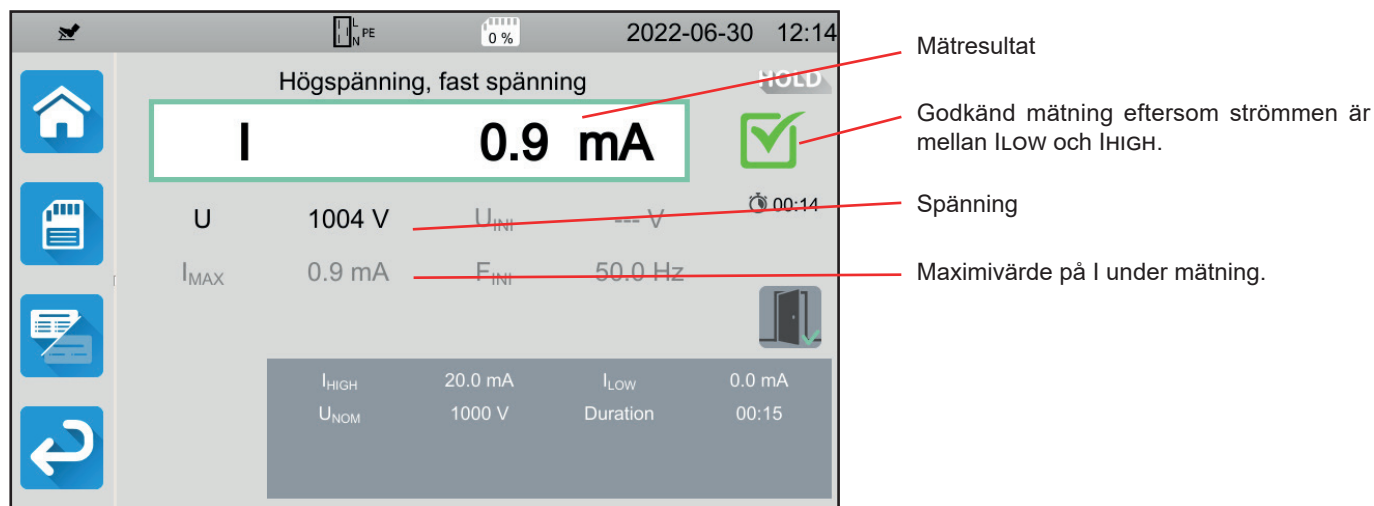 L
N PE
0 %
2022-06-30 12:14
Högspänning, fast spänning
HOLD
I 0.9 mA
00:14
U 1004 V UINI --- V
IMAX 0.9 mA FINI 50.0 Hz
IHIGH 20.0 mA ILOW 0.0 mA
UNOM 1000 V Duration 00:15
Mätresultat
Godkänd mätning eftersom strömmen är
mellan ILOW och IHIGH.
Spänning
Maximivärde på I under mätning.